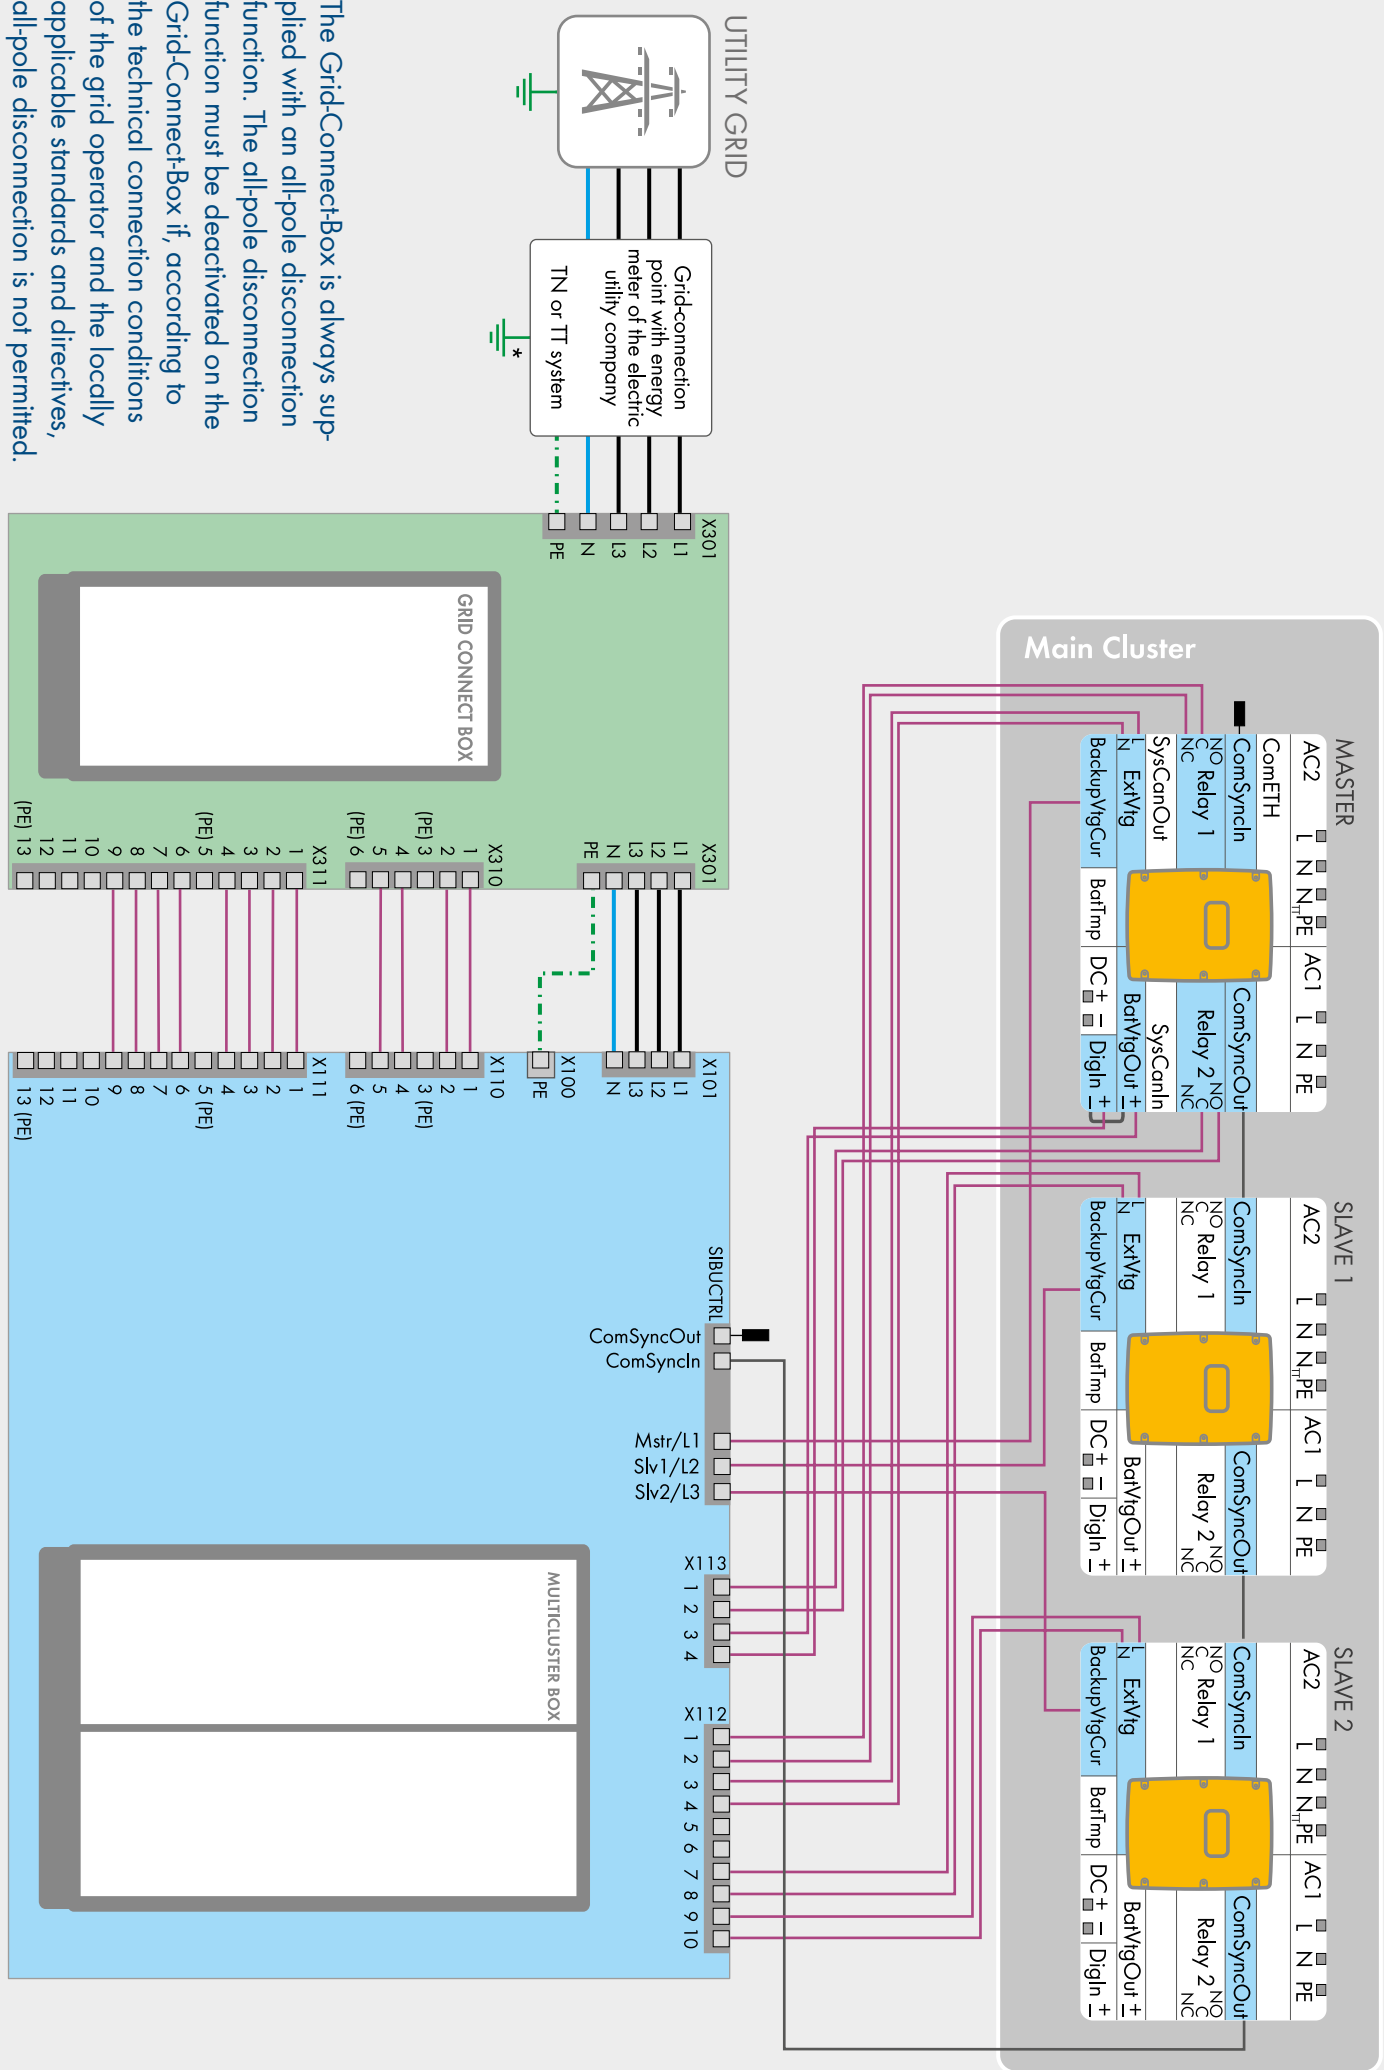 UTILITY GRID
Grid-connection
point with energy
meter of the electric
utility company
TN or TT system
*
The Grid-Connect-Box is always sup-
plied with an all-pole disconnection
function. The all-pole disconnection
function must be deactivated on the
Grid-Connect-Box if, according to
the technical connection conditions
of the grid operator and the locally
applicable standards and directives,
all-pole disconnection is not permitted.
X301
L1
L2
L3
N
PE
GRID CONNECT BOX
X301
L1
L2
L3
N
PE
X310
1
2
(PE) 3
4
5
(PE) 6
X311
1
2
3
4
(PE) 5
6
7
8
9
10
11
12
(PE) 13
X101
L1
L2
L3
N
X100
PE
X110
1
2
3 (PE)
4
5
6 (PE)
X111
1
2
3
4
5 (PE)
6
7
8
9
10
11
12
13 (PE)
SIBUCTRL
ComSyncOut
ComSyncIn
Mstr/L1
Slv1/L2
Slv2/L3
X113
1
2
3
4
X112
1
2
3
4
5
6
7
8
9
10
MULTICLUSTER BOX
Main Cluster
MASTER
AC2 L N N TT PE AC1 L N PE
ComETH
ComSyncIn ComSyncOut
NO C NC Relay 1 Relay 2 NO C NC
SysCanOut SysCanIn
L N ExtVtg BatVtgOut + –
BackupVtgCur BatTmp DC + – DigIn + –
SLAVE 1
AC2 L N N TT PE AC1 L N PE
ComSyncIn ComSyncOut
NO C NC Relay 1 Relay 2 NO C NC
L N ExtVtg BatVtgOut + –
BackupVtgCur BatTmp DC + – DigIn + –
SLAVE 2
AC2 L N N TT PE AC1 L N PE
ComSyncIn ComSyncOut
NO C NC Relay 1 Relay 2 NO C NC
L N ExtVtg BatVtgOut + –
BackupVtgCur BatTmp DC + – DigIn + –